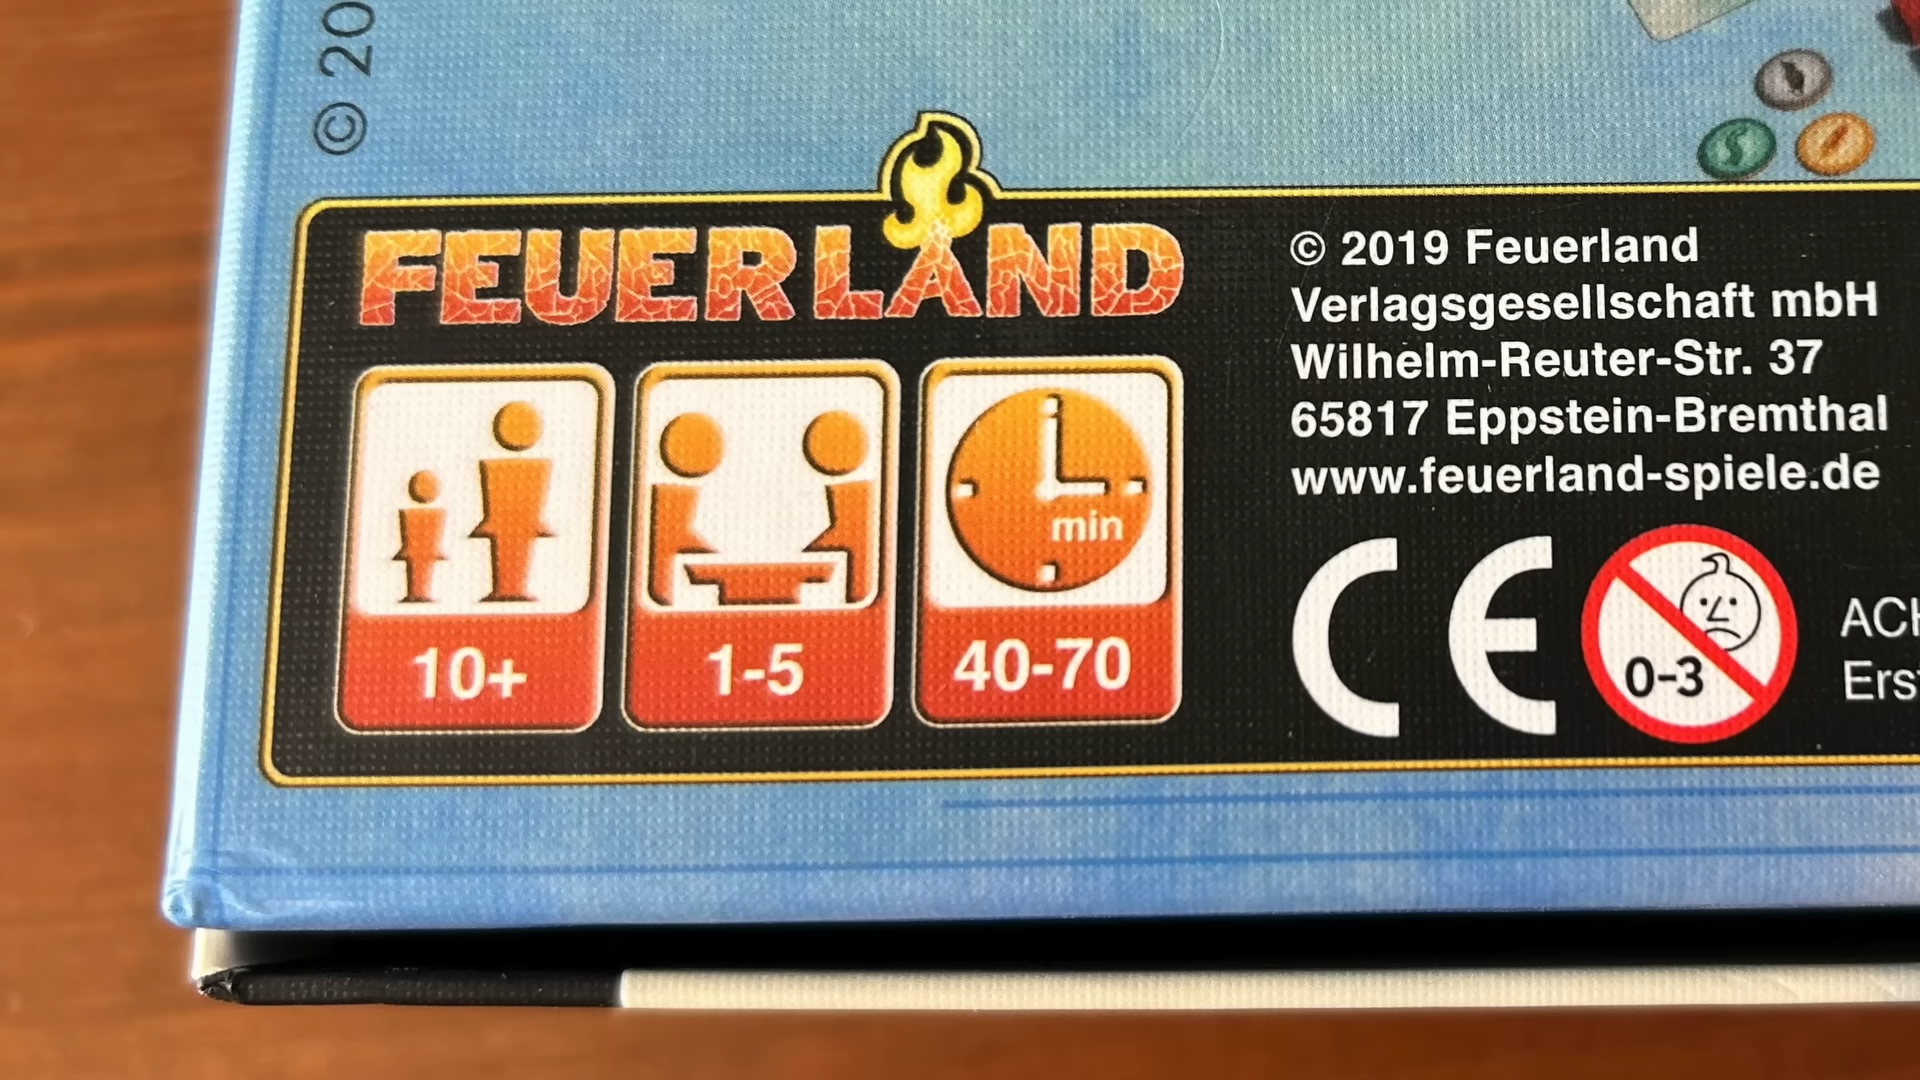 © 20
FEUERLAND
10+
1-5
min
40-70
© 2019 Feuerland
Verlagsgesellschaft mbH
Wilhelm-Reuter-Str. 37
65817 Eppstein-Bremthal
www.feuerland-spiele.de
CE
0-3